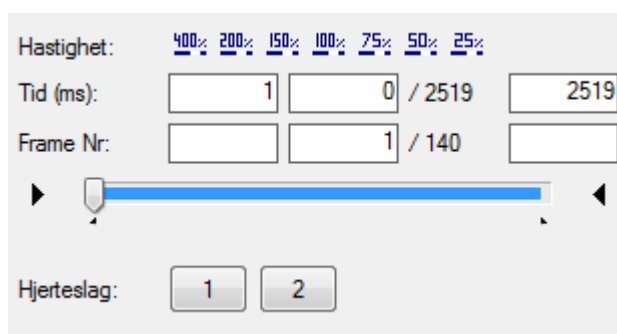 Hastighet: 400% 200% 150% 100% 75% 50% 25%
Tid (ms): 1 0 / 2519 2519
Frame Nr: 1 / 140
Hjerteslag: 1 2